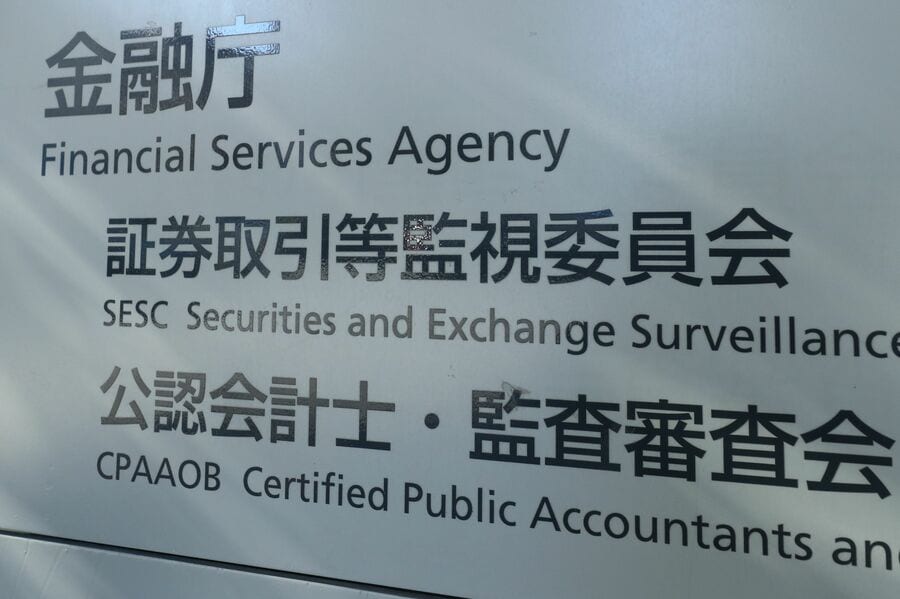 金融庁
Financial Services Agency
証券取引等監視委員会
SESC Securities and Exchange Surveillance
公認会計士・監査審査会
CPAAOB Certified Public Accountants and